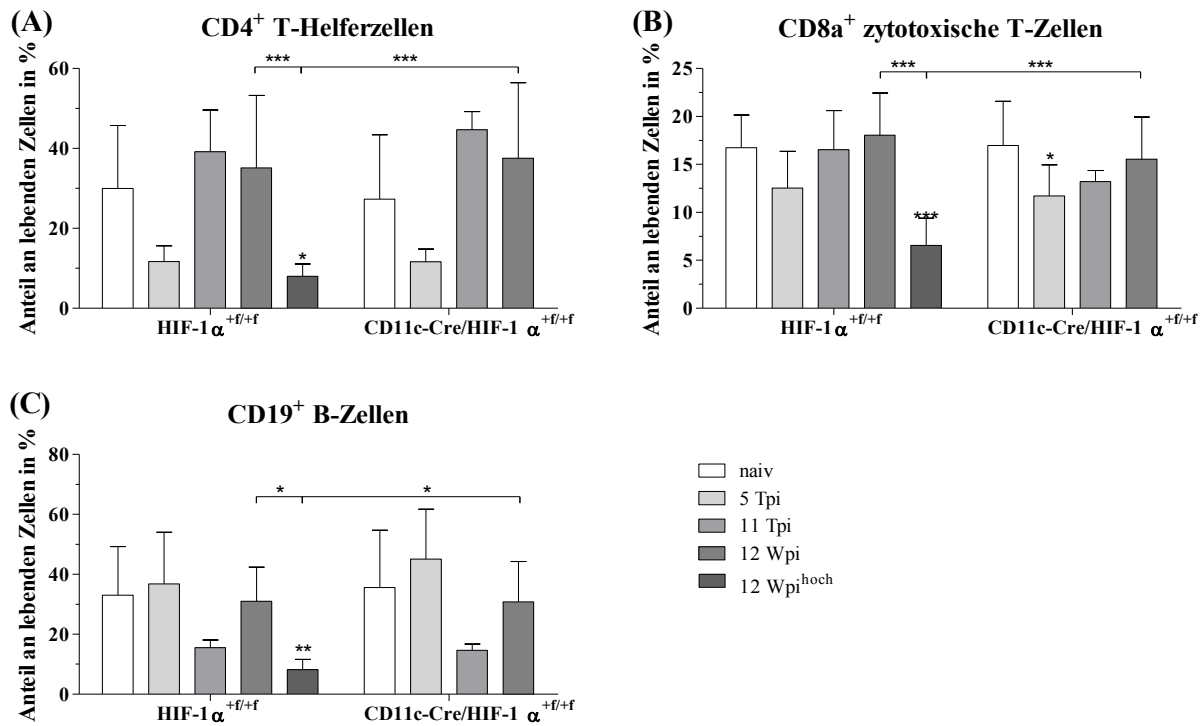 (A)
CD4+ T-Helferzellen
Anteil an lebenden Zellen in %
60
40
20
0
***
***
*
HIF-1α+f/+f
CD11c-Cre/HIF-1 α+f/+f
(B)
CD8a+ zytotoxische T-Zellen
Anteil an lebenden Zellen in %
25
20
15
10
5
0
***
***
***
*
HIF-1α+f/+f
CD11c-Cre/HIF-1 α+f/+f
(C)
CD19+ B-Zellen
Anteil an lebenden Zellen in %
80
60
40
20
0
*
*
**
HIF-1α+f/+f
CD11c-Cre/HIF-1 α+f/+f
naiv
5 Tpi
11 Tpi
12 Wpi
12 Wpihoch